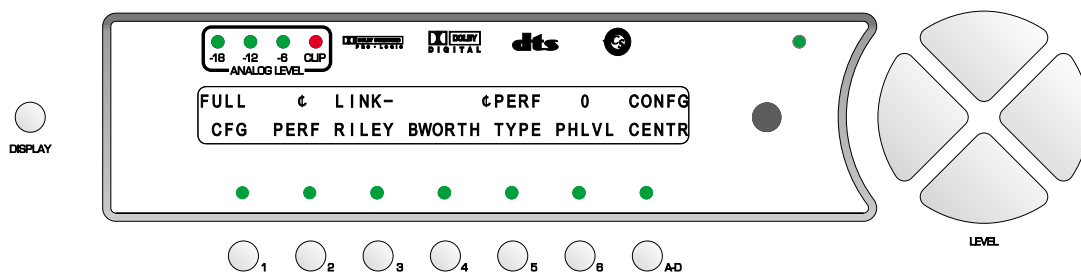 -18 -12 -6 CLIP
ANALOG LEVEL
DOLBY SURROUND
PRO • LOGIC
DOLBY
DIGITAL
dts
FULL ¢ LINK- ¢PERF 0 CONFG
CFG PERF RILEY BWORTH TYPE PHLVL CENTR
DISPLAY
1 2 3 4 5 6 A-D
LEVEL